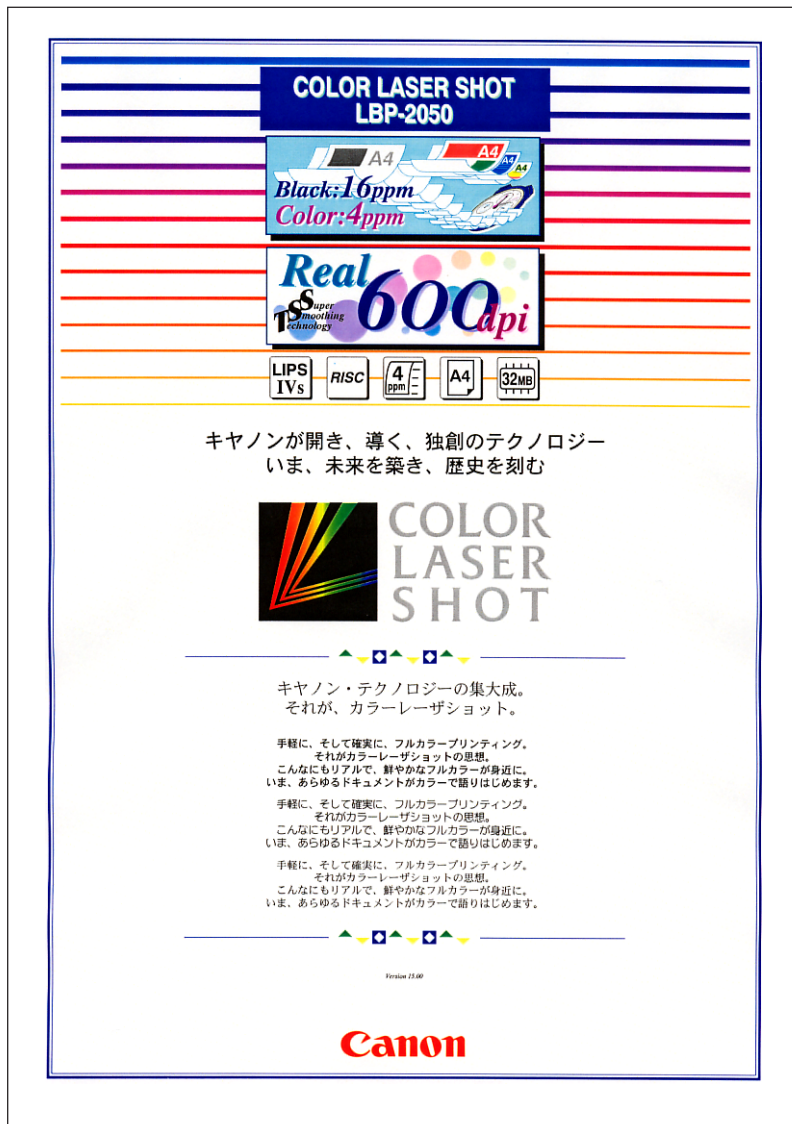 COLOR LASER SHOT
LBP-2050
A4
A4
A4
A4
Black:16ppm
Color:4ppm
Real 600dpi
TSS Super Smoothing Technology
LIPS IVs
RISC
4 ppm
A4
32MB
キヤノンが開き、導く、独創のテクノロジー
いま、未来を築き、歴史を刻む
COLOR
LASER
SHOT
キヤノン・テクノロジーの集大成。
それが、カラーレーザショット。
手軽に、そして確実に、フルカラープリンティング。
それがカラーレーザショットの思想。
こんなにもリアルで、鮮やかなフルカラーが身近に。
いま、あらゆるドキュメントがカラーで語りはじめます。
手軽に、そして確実に、フルカラープリンティング。
それがカラーレーザショットの思想。
こんなにもリアルで、鮮やかなフルカラーが身近に。
いま、あらゆるドキュメントがカラーで語りはじめます。
手軽に、そして確実に、フルカラープリンティング。
それがカラーレーザショットの思想。
こんなにもリアルで、鮮やかなフルカラーが身近に。
いま、あらゆるドキュメントがカラーで語りはじめます。
Version 15.00
Canon